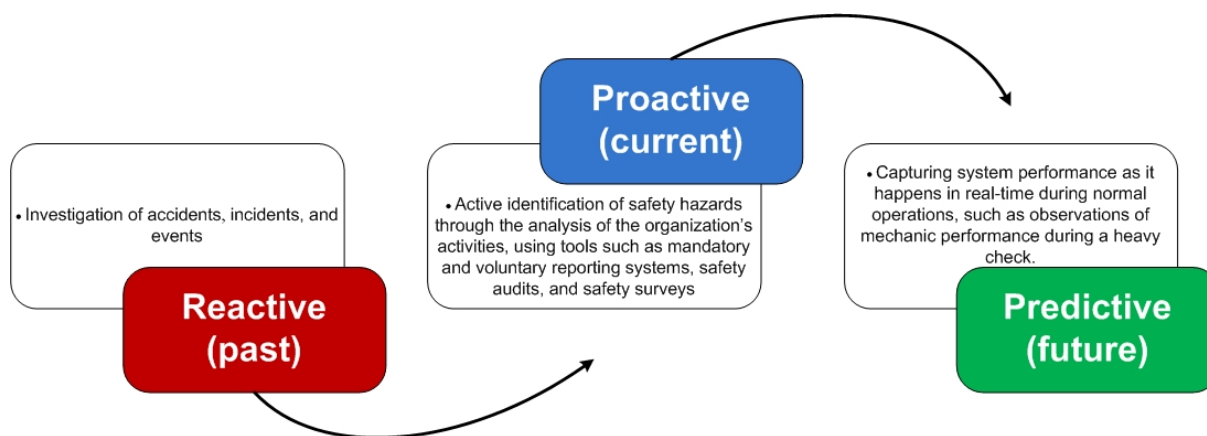 • Investigation of accidents, incidents, and
events
Reactive
(past)
Proactive
(current)
• Active identification of safety hazards
through the analysis of the organization’s
activities, using tools such as mandatory
and voluntary reporting systems, safety
audits, and safety surveys
• Capturing system performance as it
happens in real-time during normal
operations, such as observations of
mechanic performance during a heavy
check.
Predictive
(future)